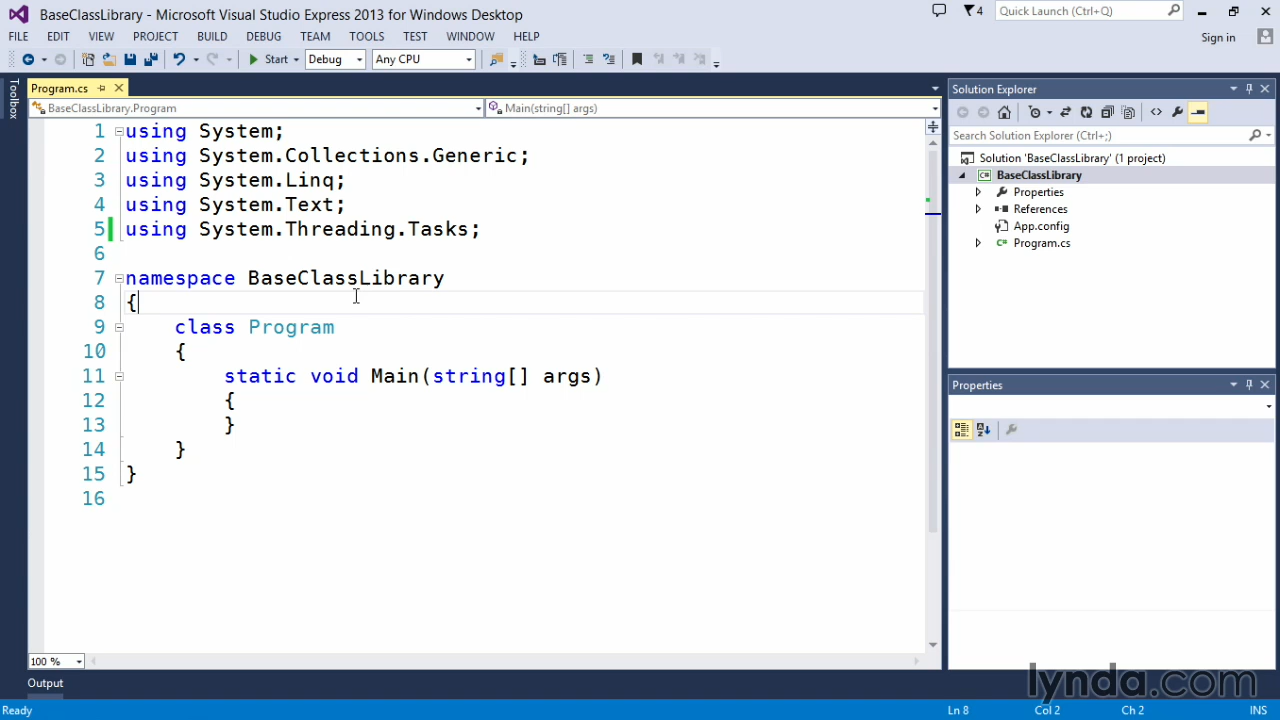 BaseClassLibrary - Microsoft Visual Studio Express 2013 for Windows Desktop
4
Quick Launch (Ctrl+Q)
FILE EDIT VIEW PROJECT BUILD DEBUG TEAM TOOLS TEST WINDOW HELP
Sign in
Start Debug Any CPU
Toolbox
Program.cs
BaseClassLibrary.Program
Main(string[] args)
1 using System;
2 using System.Collections.Generic;
3 using System.Linq;
4 using System.Text;
5 using System.Threading.Tasks;
6
7 namespace BaseClassLibrary
8 {
9 class Program
10 {
11 static void Main(string[] args)
12 {
13 }
14 }
15 }
16
100 %
Solution Explorer
Search Solution Explorer (Ctrl+;)
Solution 'BaseClassLibrary' (1 project)
BaseClassLibrary
Properties
References
App.config
Program.cs
Properties
Output
lynda.com
Ready
Ln 8 Col 2 Ch 2 INS